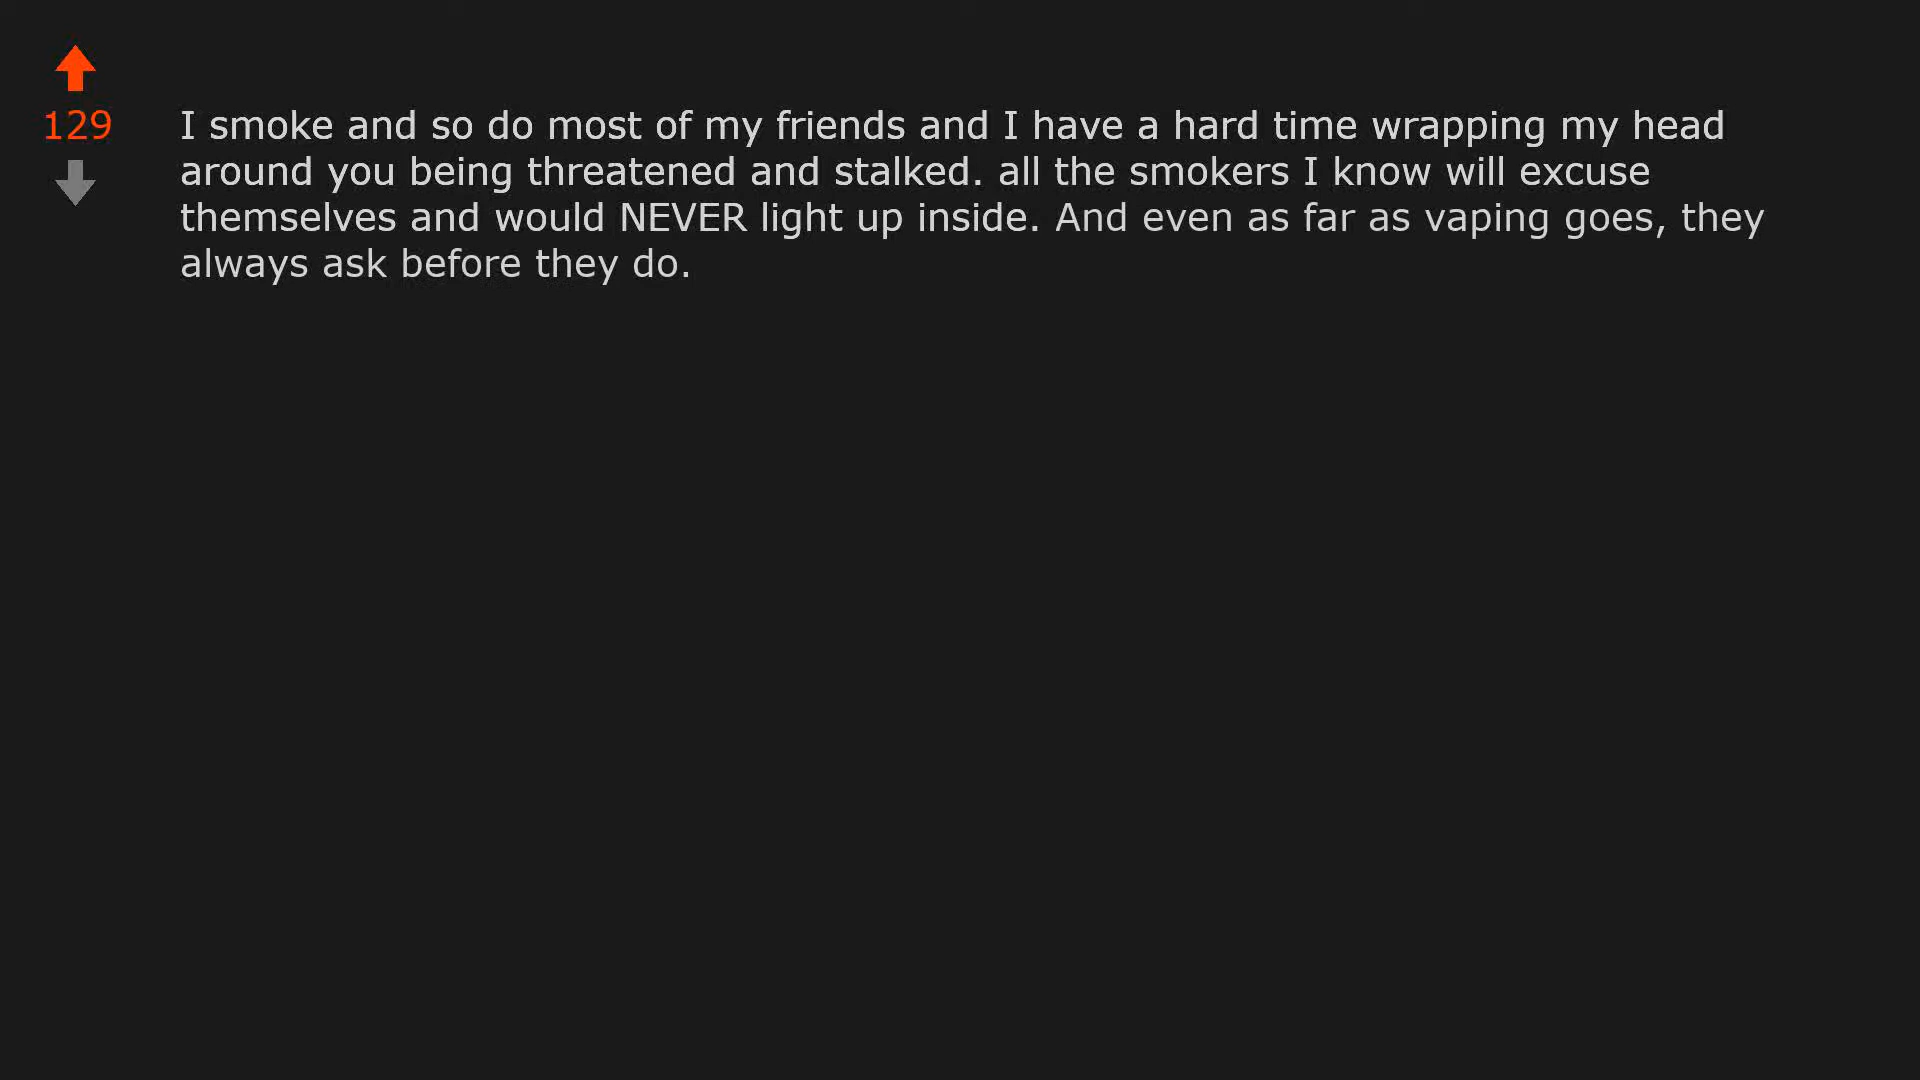 129
I smoke and so do most of my friends and I have a hard time wrapping my head
around you being threatened and stalked. all the smokers I know will excuse
themselves and would NEVER light up inside. And even as far as vaping goes, they
always ask before they do.